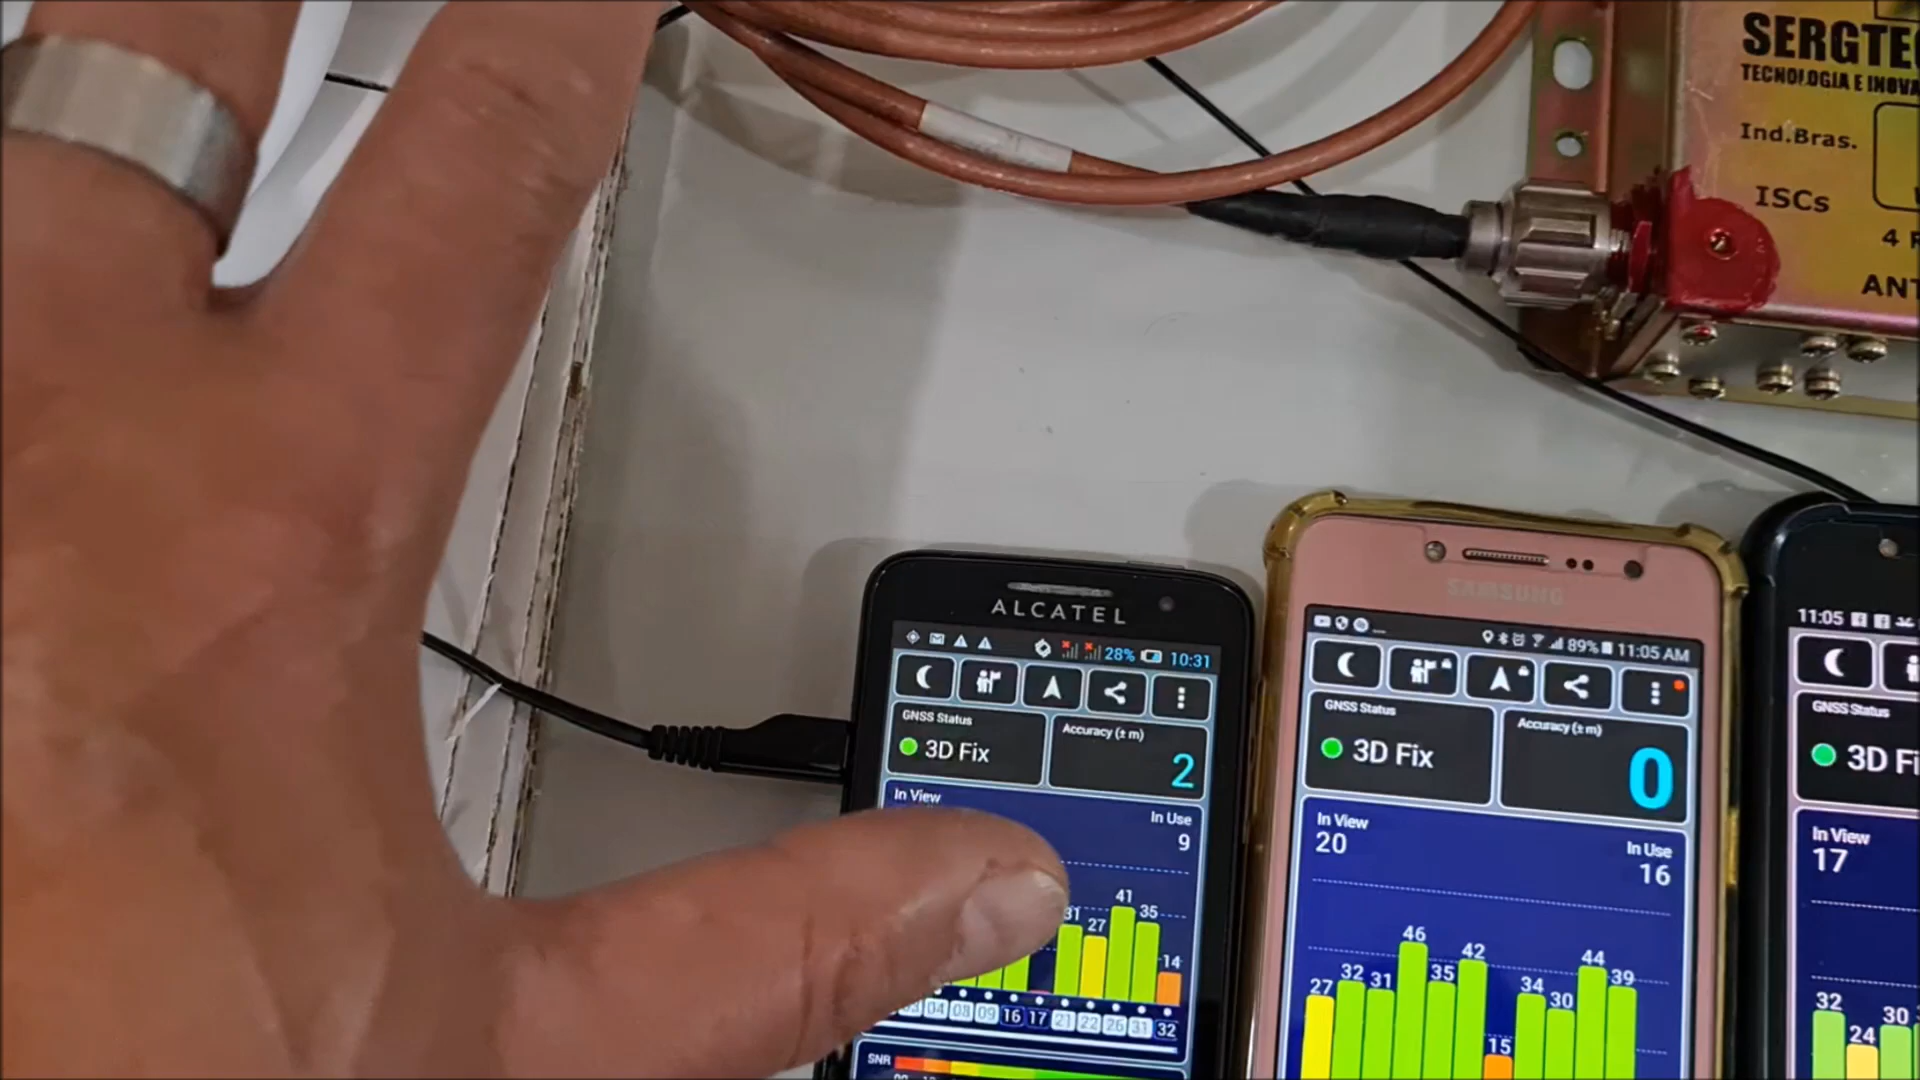 SERGTE
TECNOLOGIA E INOVA
Ind.Bras.
ISCs
4
ANT
ALCATEL
28% 10:31
GNSS Status
3D Fix
Accuracy (± m)
2
In View
In Use
9
31 27 41 35 14
04 08 09 16 17 21 22 26 31 32
SNR
SAMSUNG
89% 11:05 AM
GNSS Status
3D Fix
Accuracy (± m)
0
In View
20
In Use
16
27 32 31 46 35 42 15 34 30 44 39
11:05
GNSS Status
3D Fi
In View
17
32 24 30